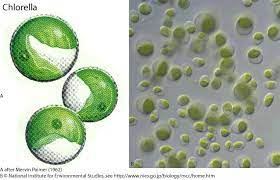 Chlorella
A
B
A after Mervin Palmer (1962)
B © National Institute for Environmental Studies,see http://www.nies.go.jp/biology/mcc/home.htm